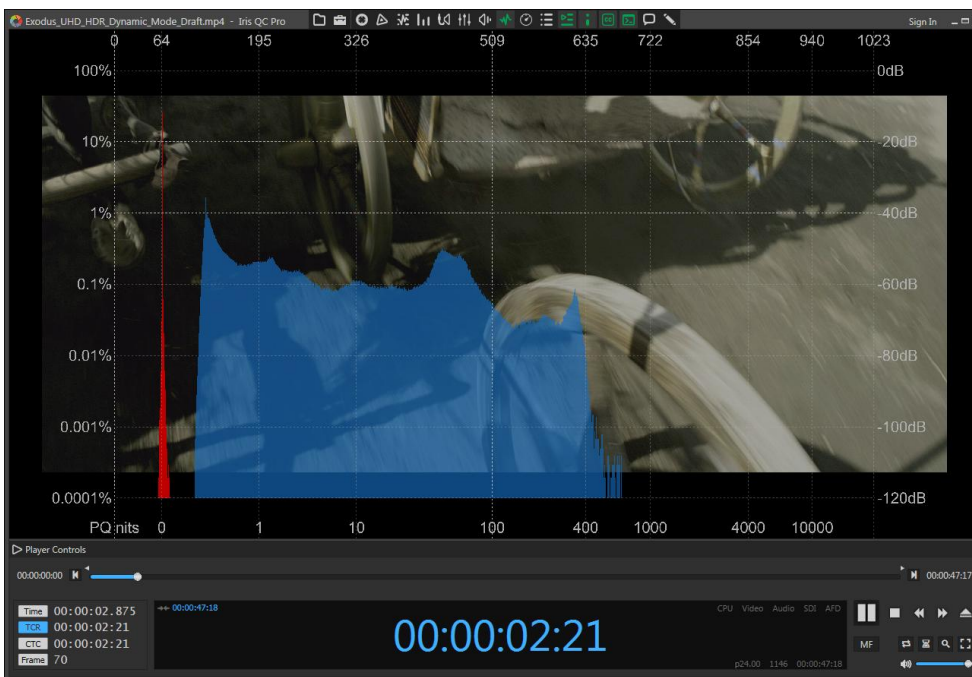 Exodus_UHD_HDR_Dynamic_Mode_Draft.mp4 - Iris QC Pro
Sign In
0 64 195 326 509 635 722 854 940 1023
100% 0dB
10% -20dB
1% -40dB
0.1% -60dB
0.01% -80dB
0.001% -100dB
0.0001% -120dB
PQ nits 0 1 10 100 400 1000 4000 10000
Player Controls
00:00:00:00 00:00:47:17
Time 00:00:02.875
TCR 00:00:02:21
CTC 00:00:02:21
Frame 70
00:00:47:18
CPU Video Audio SDI AFD
00:00:02:21
p24.00 1146 00:00:47:18
MF